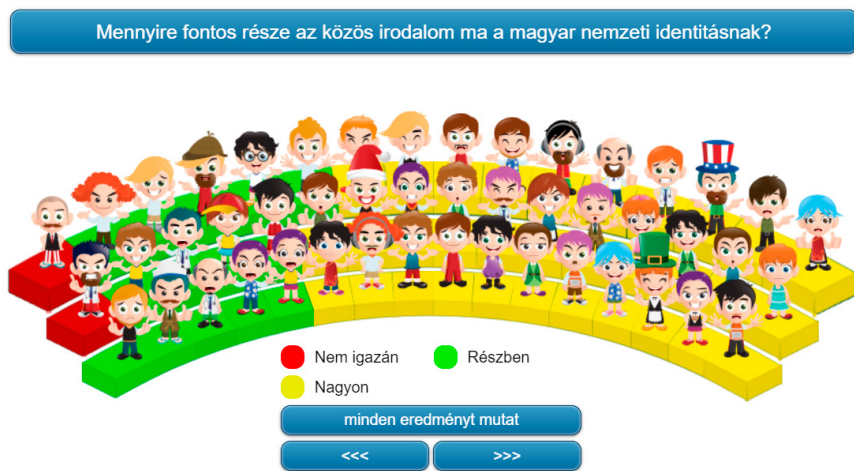 Mennyire fontos része az közös irodalom ma a magyar nemzeti identitásnak?
Nem igazán
Részben
Nagyon
minden eredményt mutat
<<<
>>>